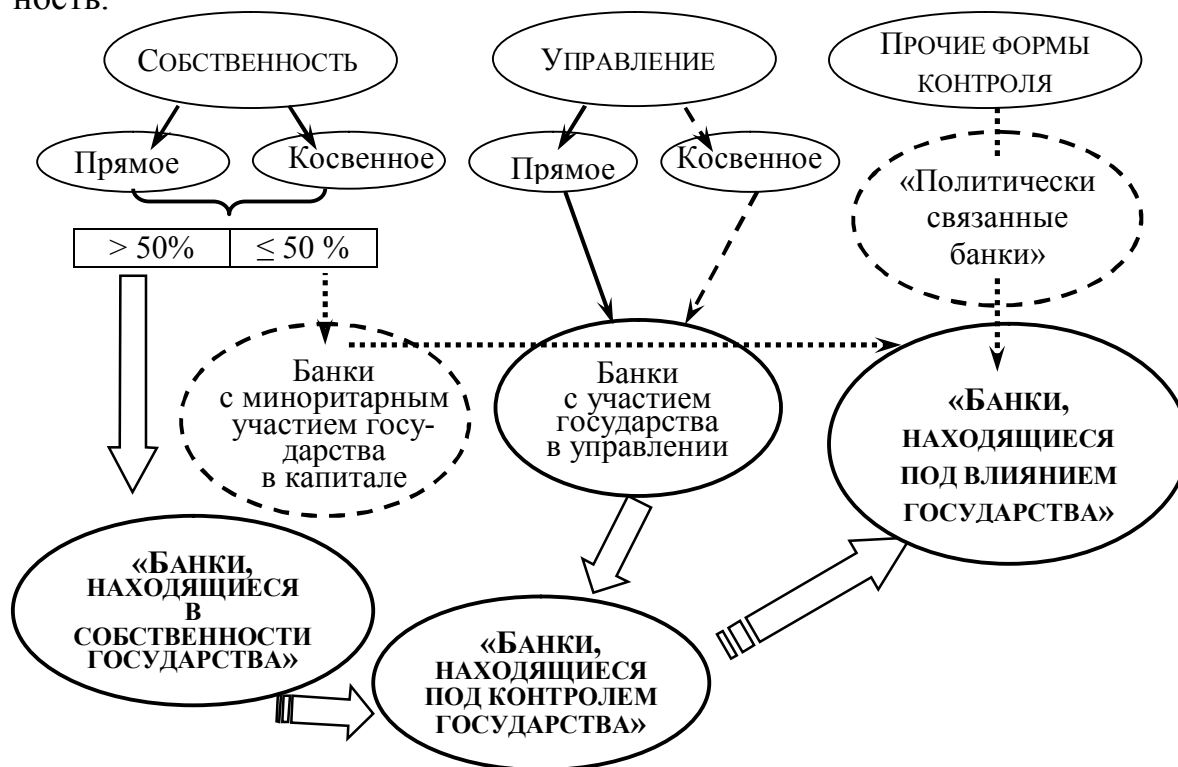 ность.
СОБСТВЕННОСТЬ
УПРАВЛЕНИЕ
ПРОЧИЕ ФОРМЫ
КОНТРОЛЯ
Прямое
Косвенное
Прямое
Косвенное
«Политически
связанные
банки»
> 50%
≤ 50 %
Банки
с миноритарным
участием госу-
дарства
в капитале
Банки
с участием
государства
в управлении
«БАНКИ,
НАХОДЯЩИЕСЯ
ПОД ВЛИЯНИЕМ
ГОСУДАРСТВА»
«БАНКИ,
НАХОДЯЩИЕСЯ
В
СОБСТВЕННОСТИ
ГОСУДАРСТВА»
«БАНКИ,
НАХОДЯЩИЕСЯ
ПОД КОНТРОЛЕМ
ГОСУДАРСТВА»